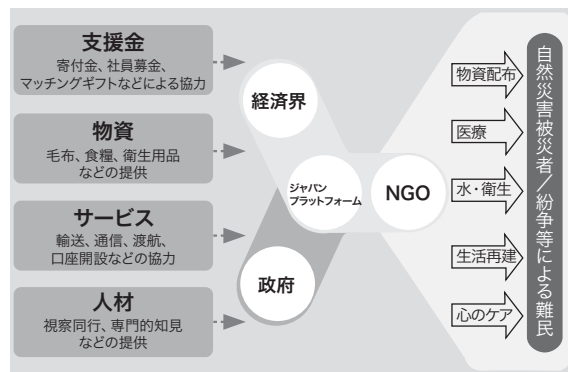 支援金
寄付金、社員募金、
マッチングギフトなどによる協力
物資
毛布、食糧、衛生用品
などの提供
サービス
輸送、通信、渡航、
口座開設などの協力
人材
視察同行、専門的知見
などの提供
経済界
ジャパン
プラットフォーム
NGO
政府
物資配布
医療
水・衛生
生活再建
心のケア
自然災害被災者/紛争等による難民